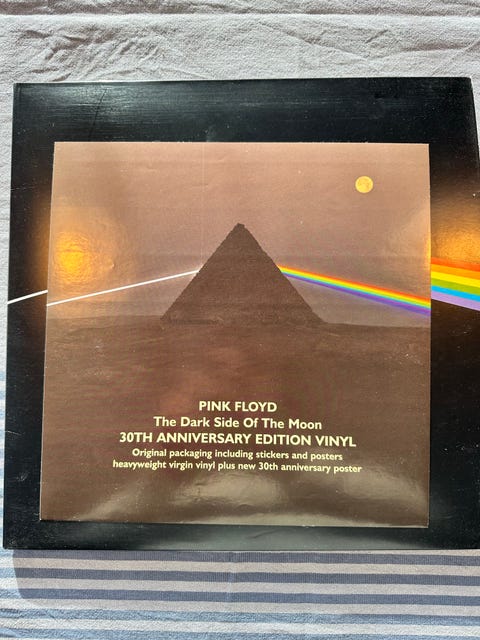 PINK FLOYD
The Dark Side Of The Moon
30TH ANNIVERSARY EDITION VINYL
Original packaging including stickers and posters
heavyweight virgin vinyl plus new 30th anniversary poster